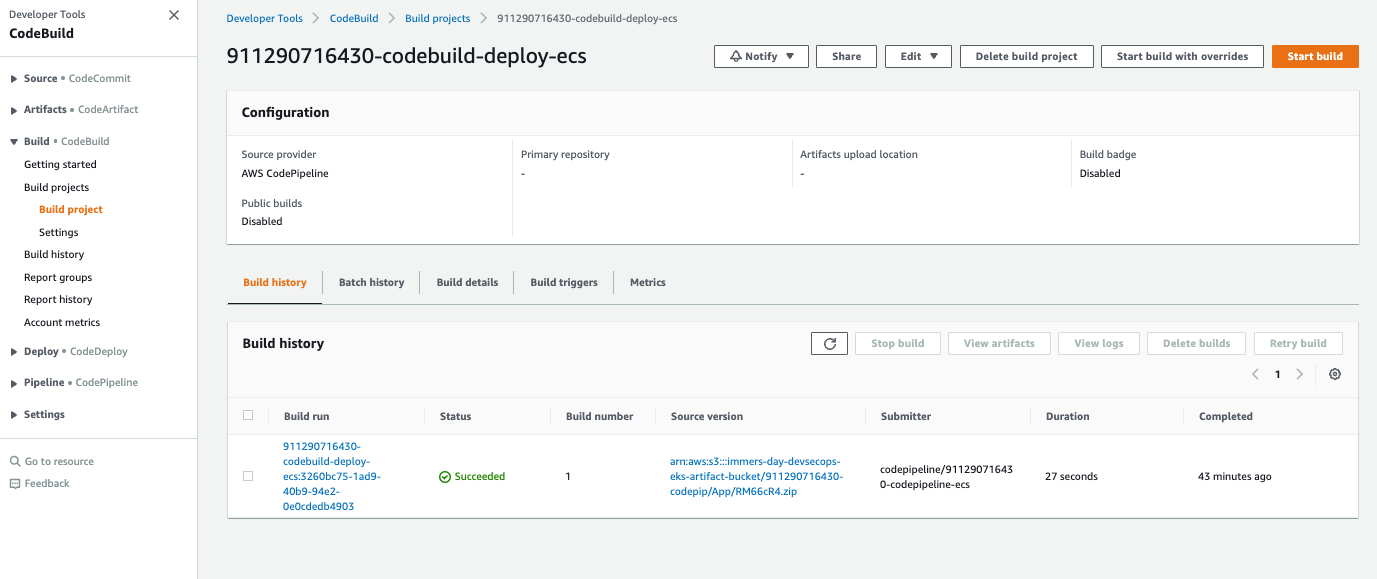 Developer Tools
CodeBuild
Source • CodeCommit
Artifacts • CodeArtifact
Build • CodeBuild
Getting started
Build projects
Build project
Settings
Build history
Report groups
Report history
Account metrics
Deploy • CodeDeploy
Pipeline • CodePipeline
Settings
Go to resource
Feedback
Developer Tools > CodeBuild > Build projects > 911290716430-codebuild-deploy-ecs
911290716430-codebuild-deploy-ecs
Notify Share Edit Delete build project Start build with overrides Start build
Configuration
Source provider Primary repository Artifacts upload location Build badge
AWS CodePipeline - - Disabled
Public builds
Disabled
Build history Batch history Build details Build triggers Metrics
Build history Stop build View artifacts View logs Delete builds Retry build
1
Build run Status Build number Source version Submitter Duration Completed
911290716430-
codebuild-deploy-
ecs:3260bc75-1ad9-
40b9-94e2-
0e0cdedb4903
Succeeded
1
arn:aws:s3:::immers-day-devsecops-
eks-artifact-bucket/911290716430-
codepip/App/RM66cR4.zip
codepipeline/91129071643
0-codepipeline-ecs
27 seconds
43 minutes ago